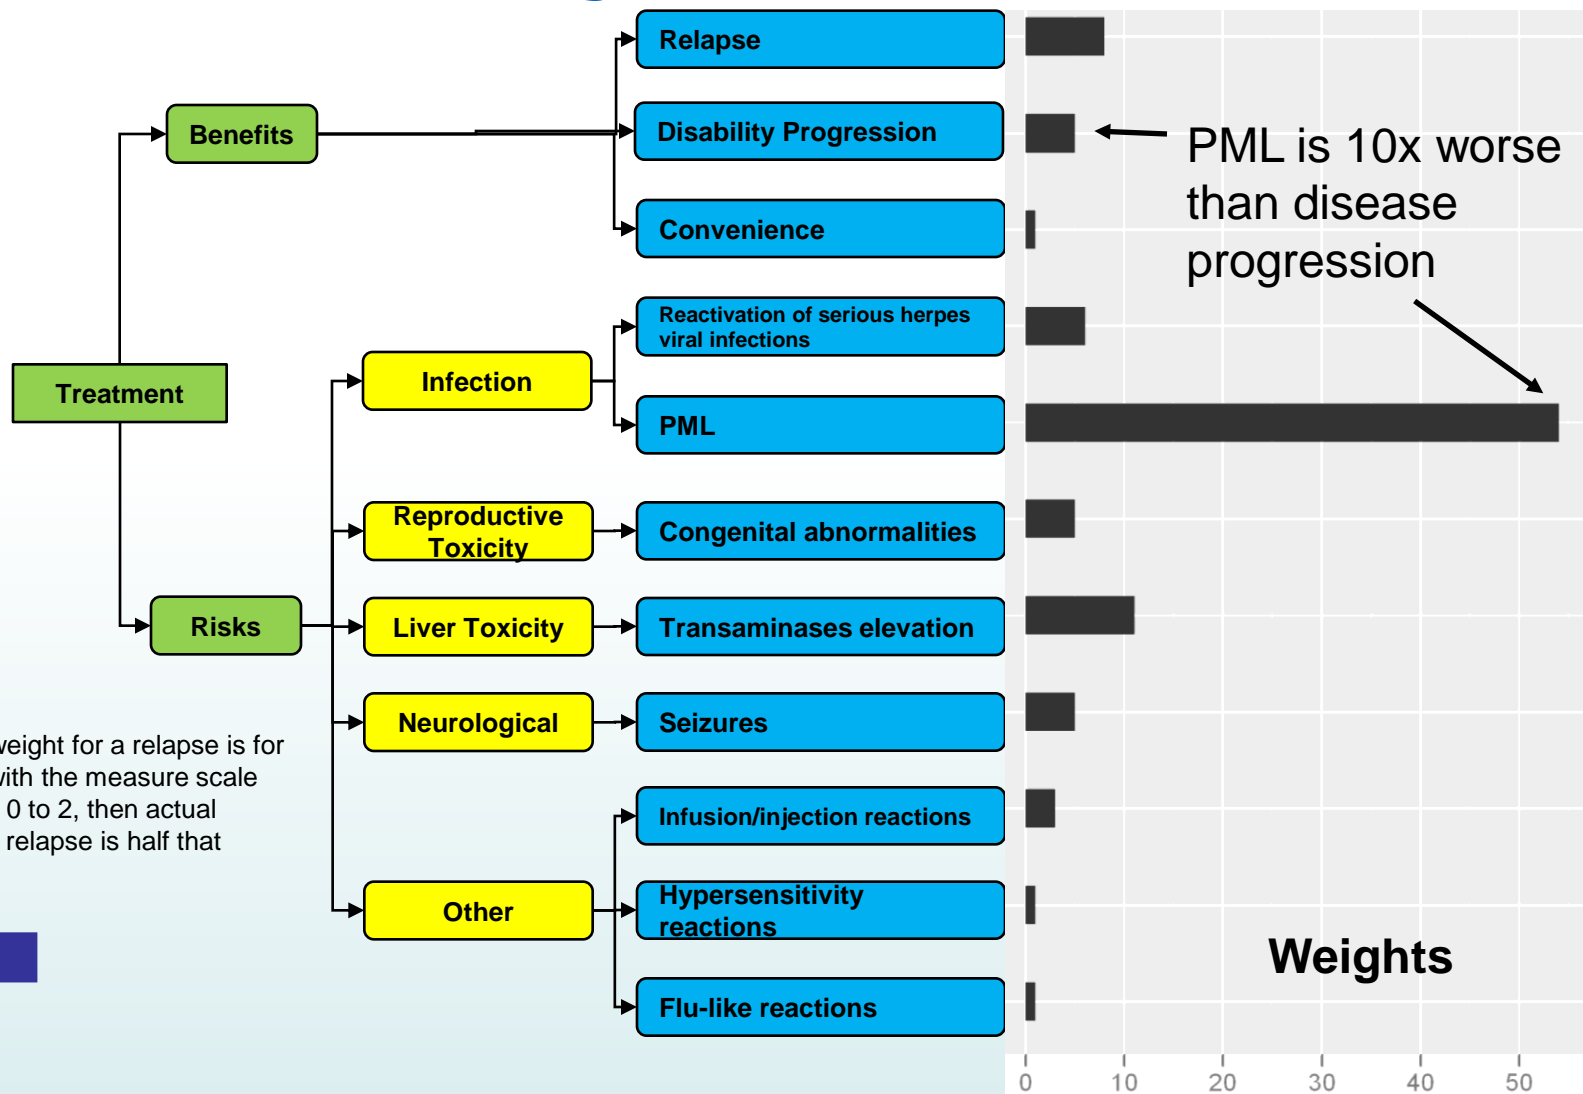 Relapse
Benefits
Disability Progression
PML is 10x worse
than disease
progression
Convenience
Reactivation of serious herpes
viral infections
Treatment
Infection
PML
Reproductive
Toxicity
Congenital abnormalities
Risks
Liver Toxicity
Transaminases elevation
Neurological
Seizures
weight for a relapse is for
with the measure scale
0 to 2, then actual
relapse is half that
Infusion/injection reactions
Other
Hypersensitivity
reactions
Weights
Flu-like reactions
0 10 20 30 40 50